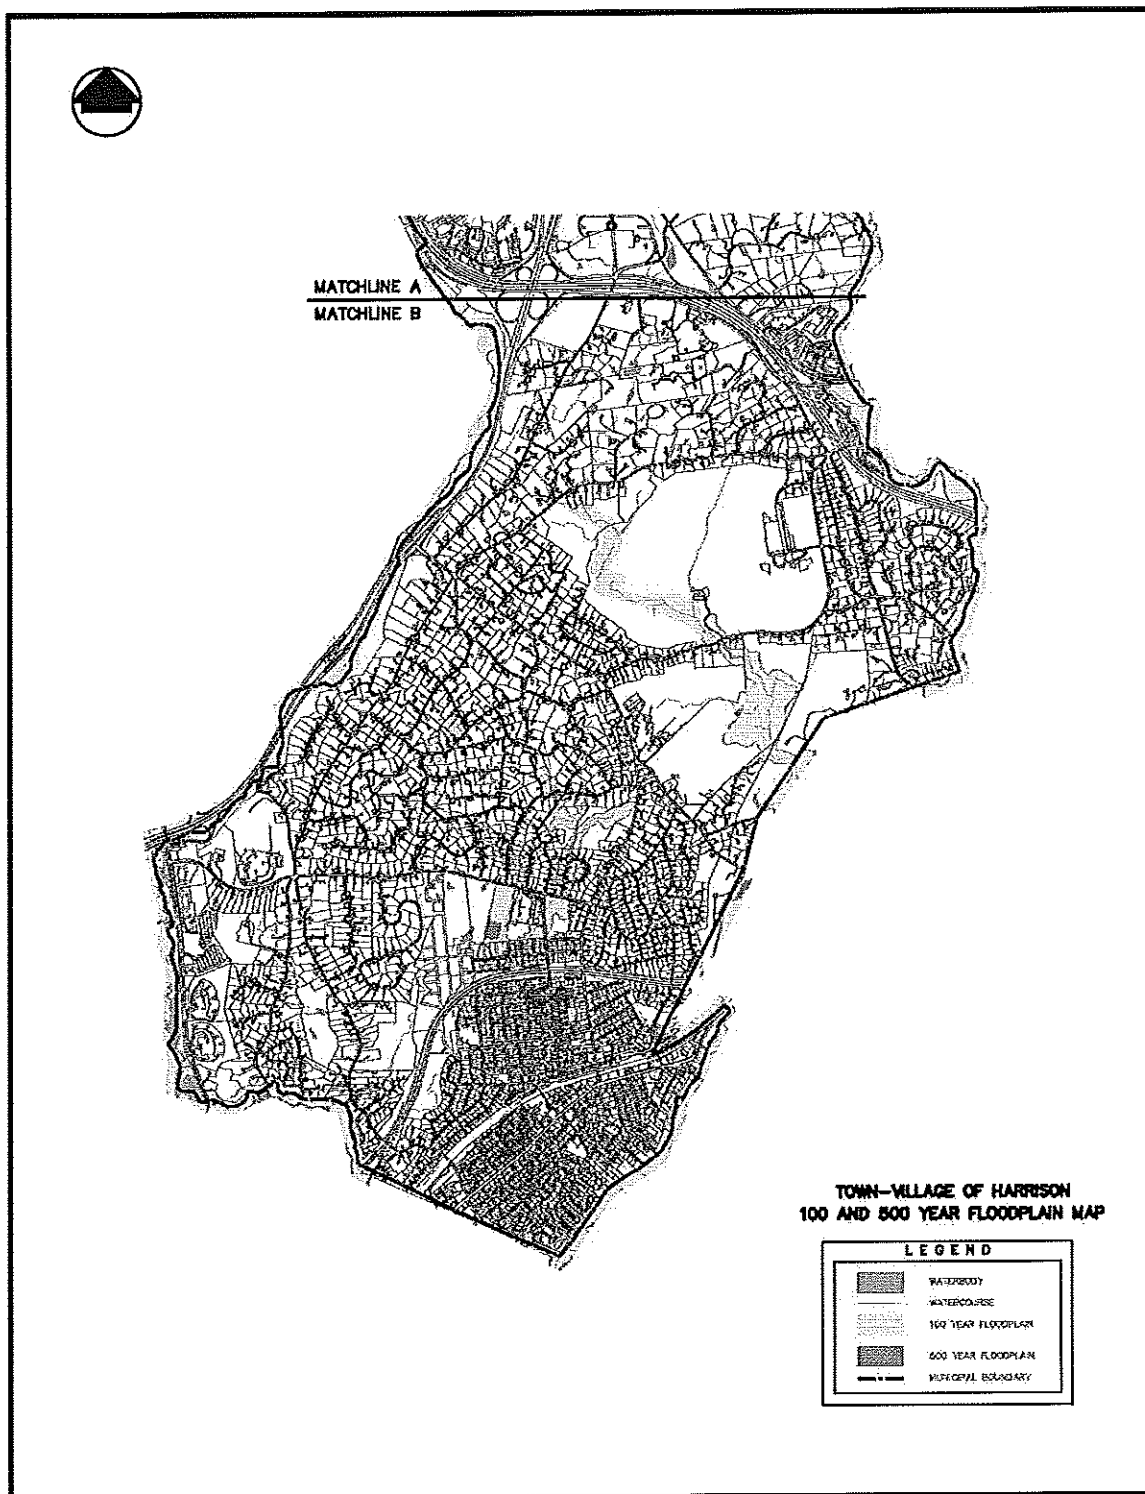 MATCHLINE A
MATCHLINE B
TOWN-VILLAGE OF HARRISON
100 AND 500 YEAR FLOODPLAIN MAP
LEGEND
WATERBODY
WATERCOURSE
100 YEAR FLOODPLAIN
500 YEAR FLOODPLAIN
MUNICIPAL BOUNDARY